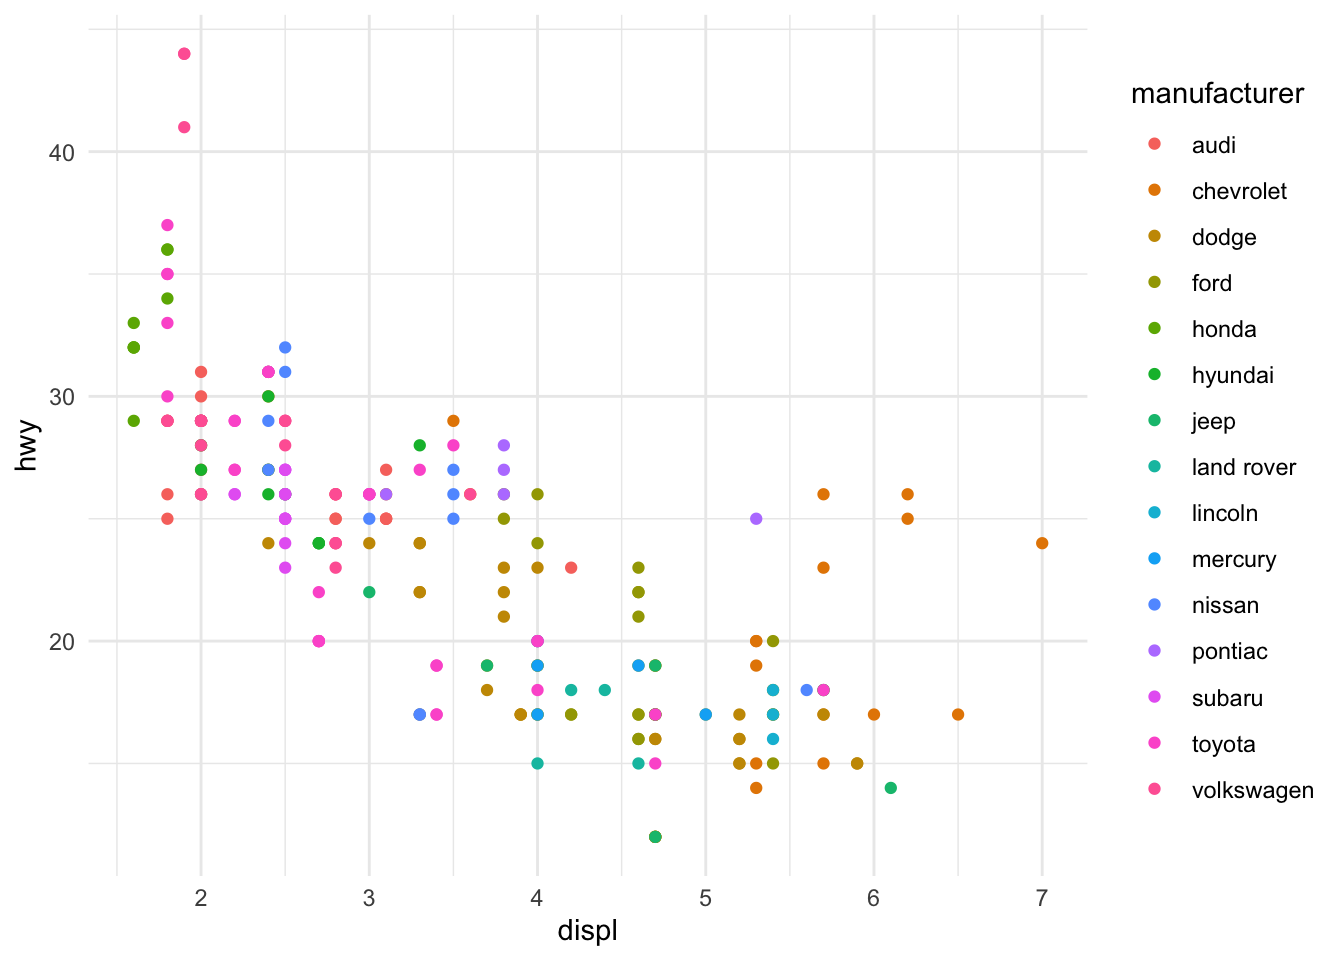 hwy
40
30
20
2 3 4 5 6 7
displ
manufacturer
audi
chevrolet
dodge
ford
honda
hyundai
jeep
land rover
lincoln
mercury
nissan
pontiac
subaru
toyota
volkswagen